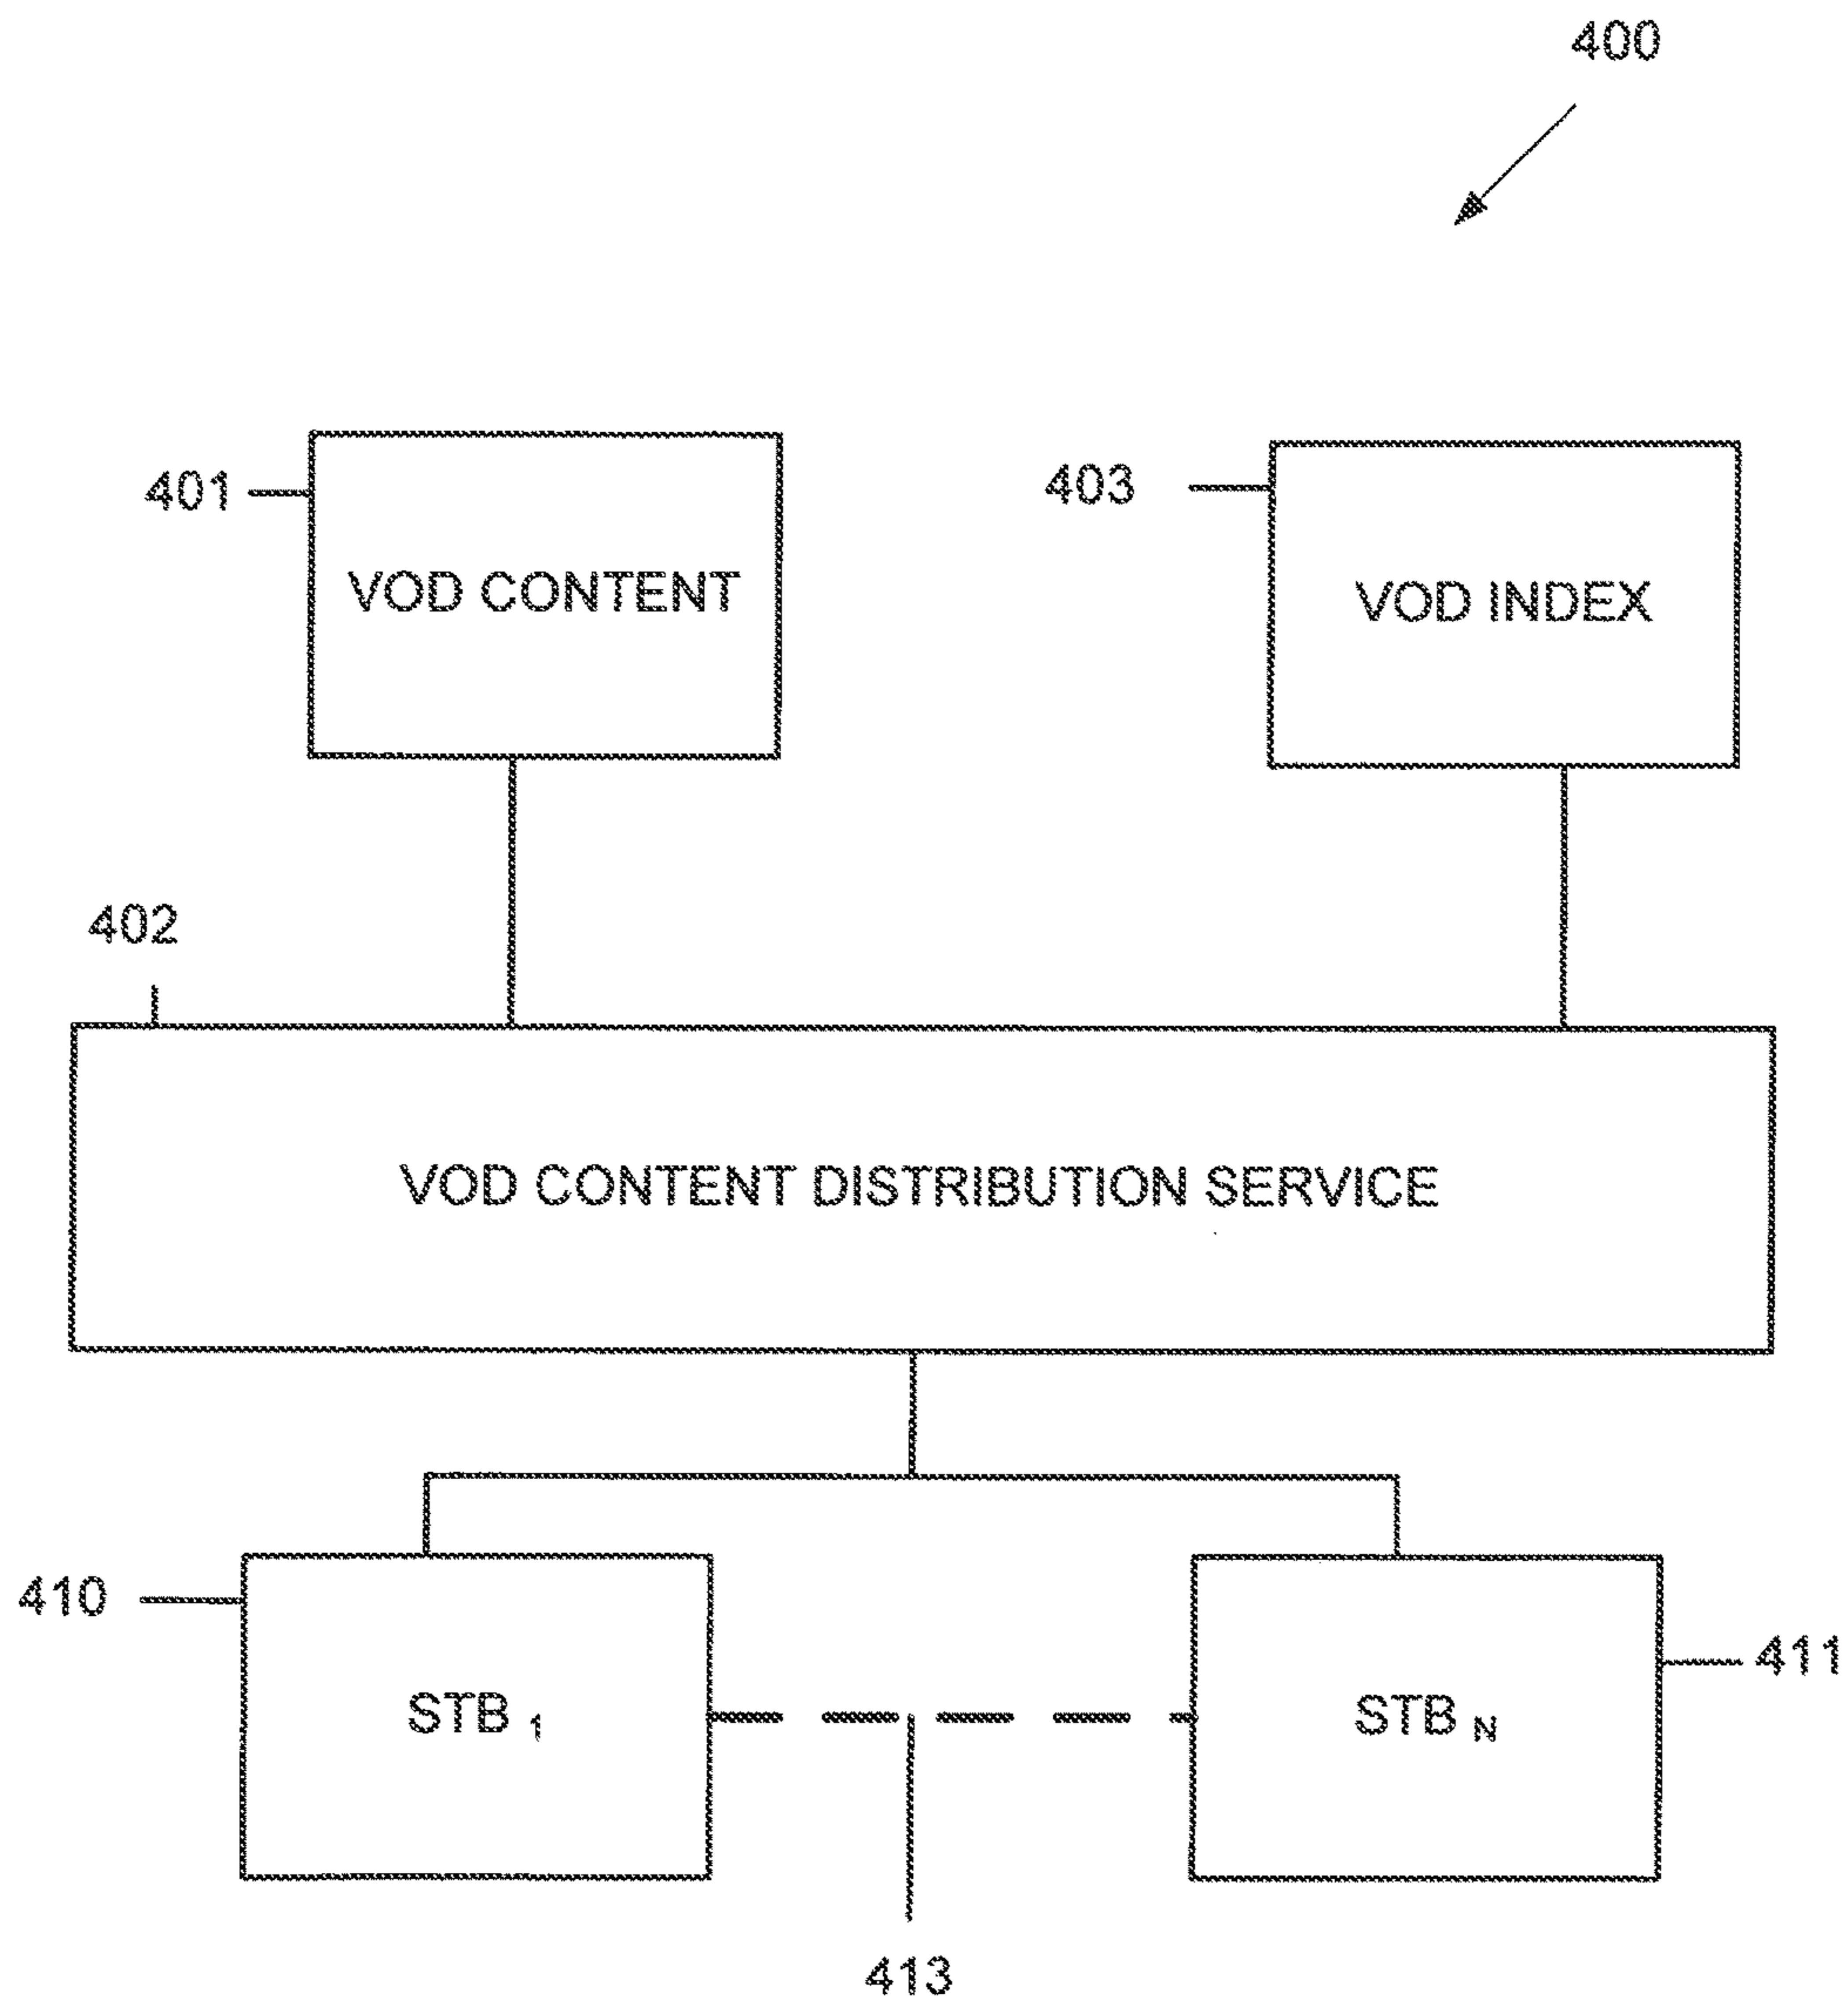 400
401
VOD CONTENT
403
VOD INDEX
402
VOD CONTENT DISTRIBUTION SERVICE
410
STB 1
411
STB N
413